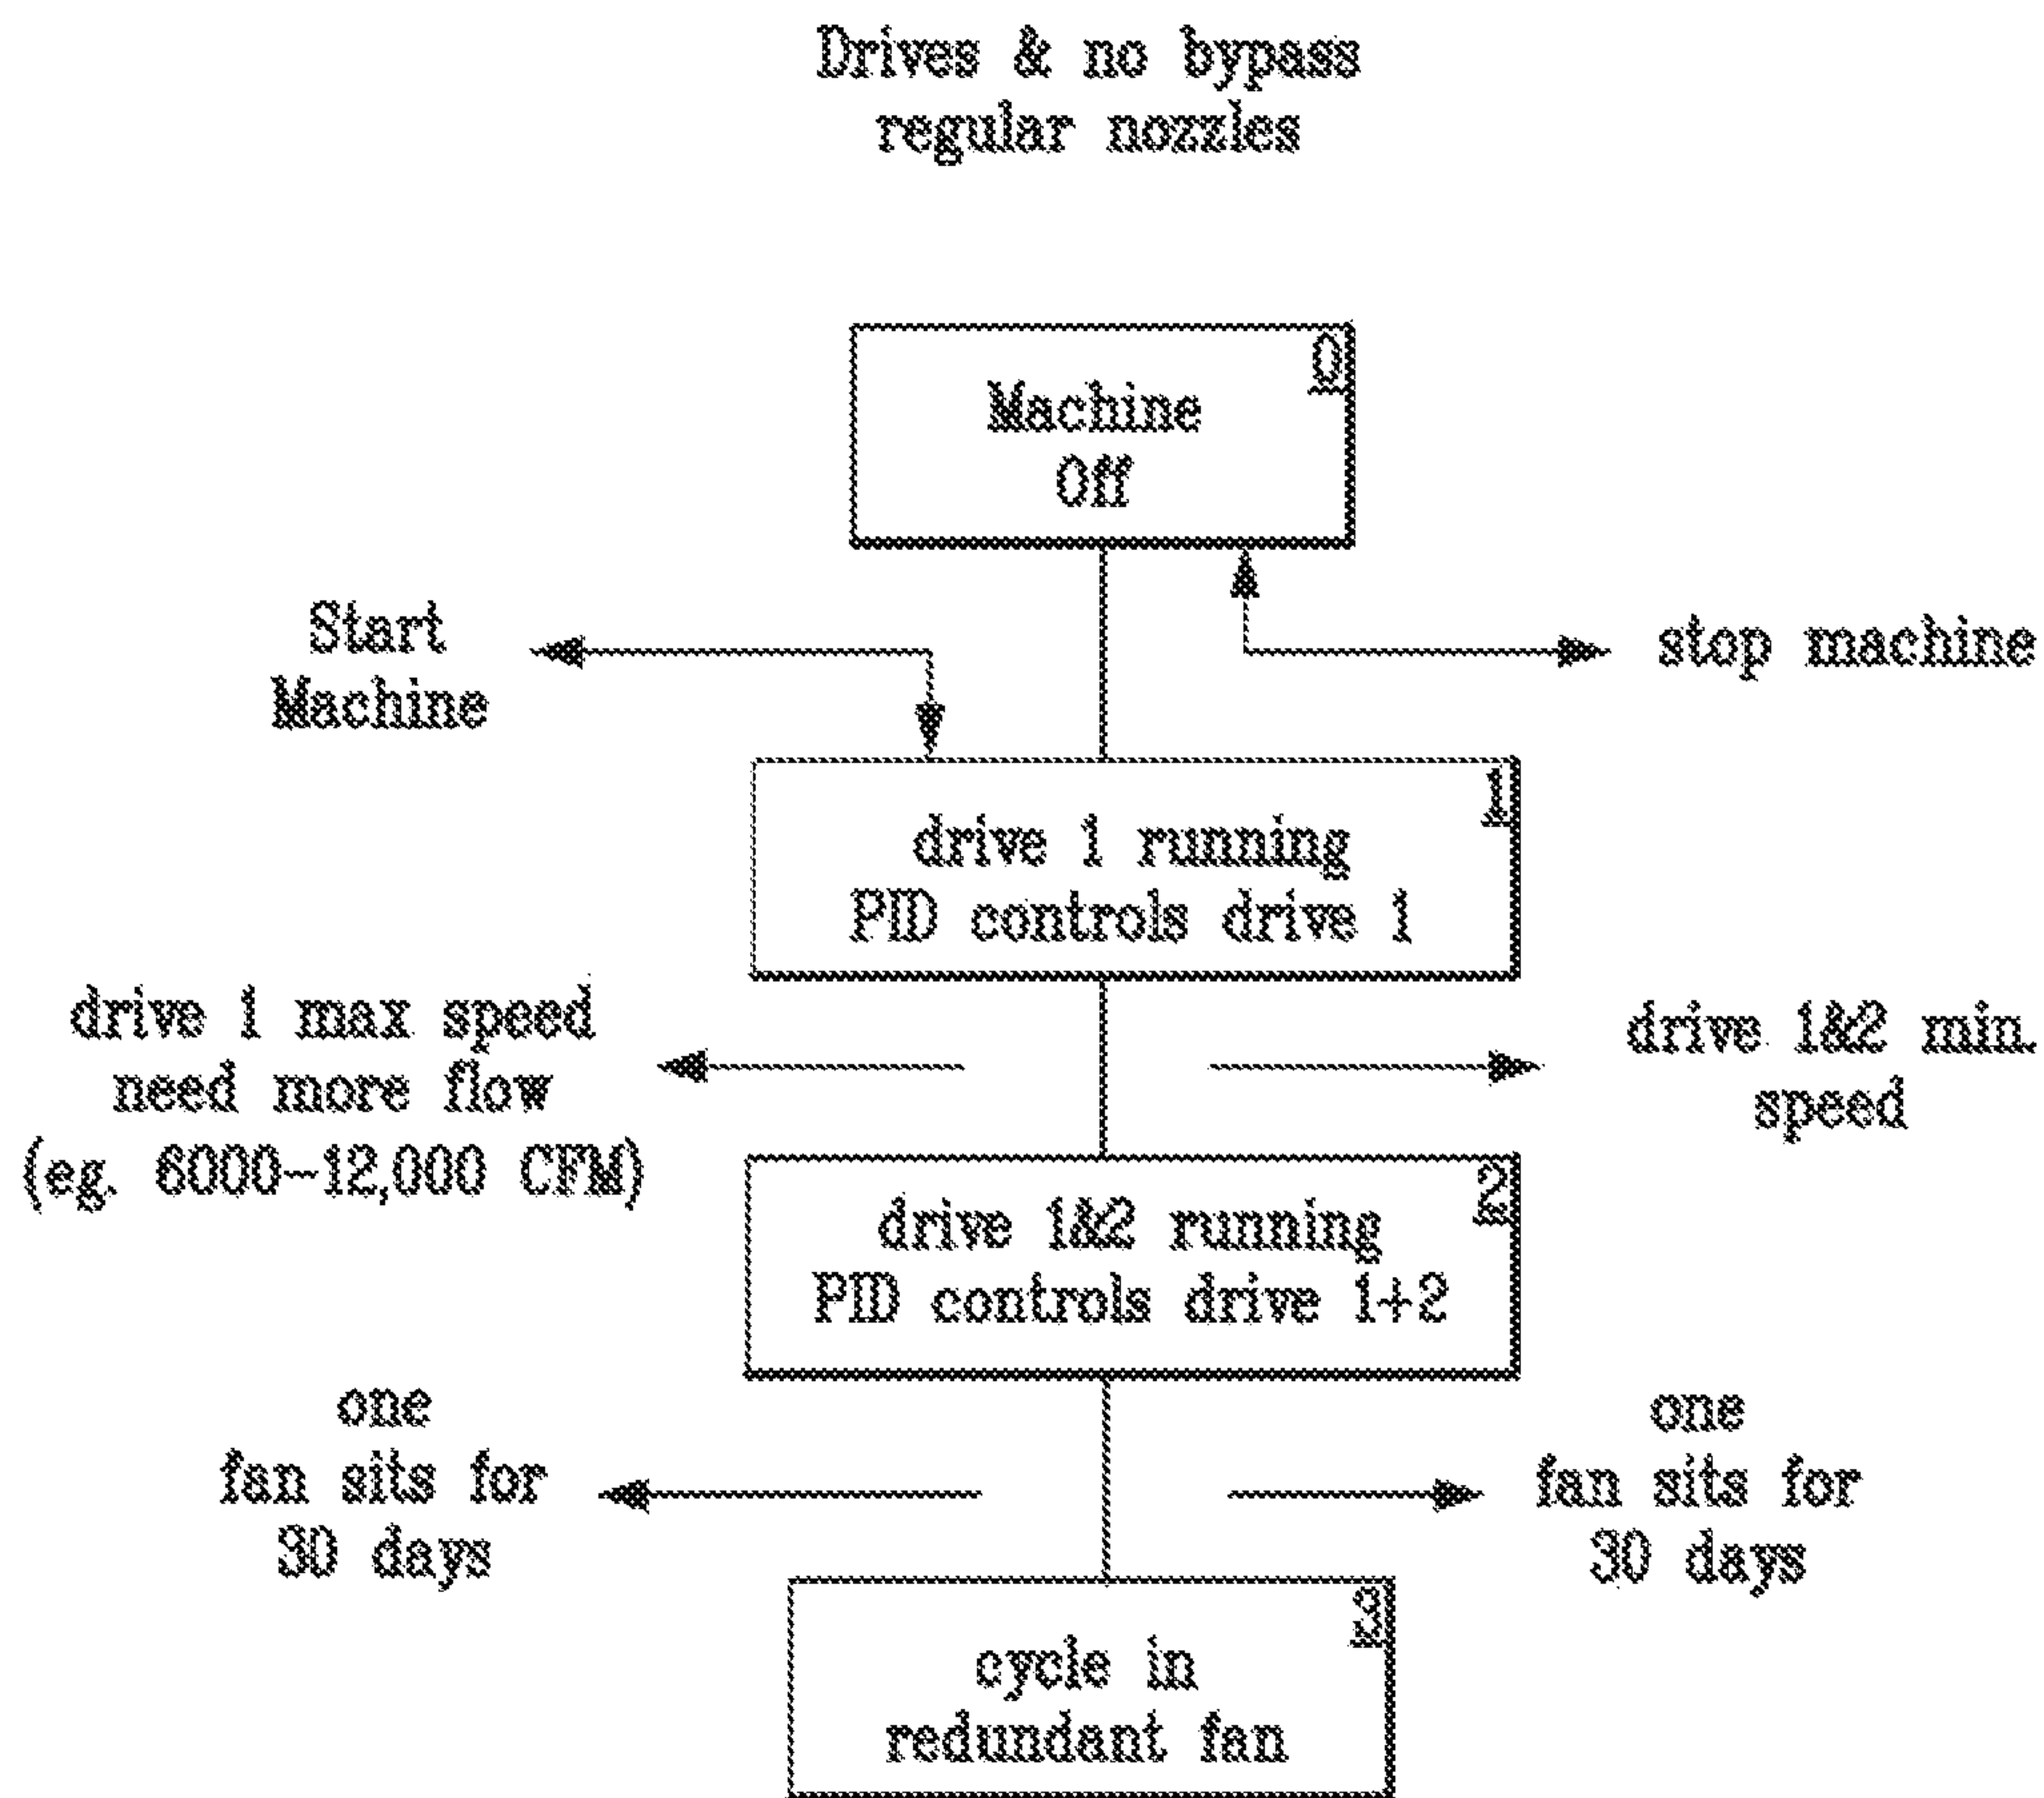 Drives & no bypass
regular nozzles
0
Machine
Off
Start
Machine
stop machine
1
drive 1 running
PID controls drive 1
drive 1 max speed
need more flow
(eg. 6000-12,000 CFM)
drive 1&2 min.
speed
2
drive 1&2 running
PID controls drive 1+2
one
fan sits for
30 days
one
fan sits for
30 days
3
cycle in
redundant fan